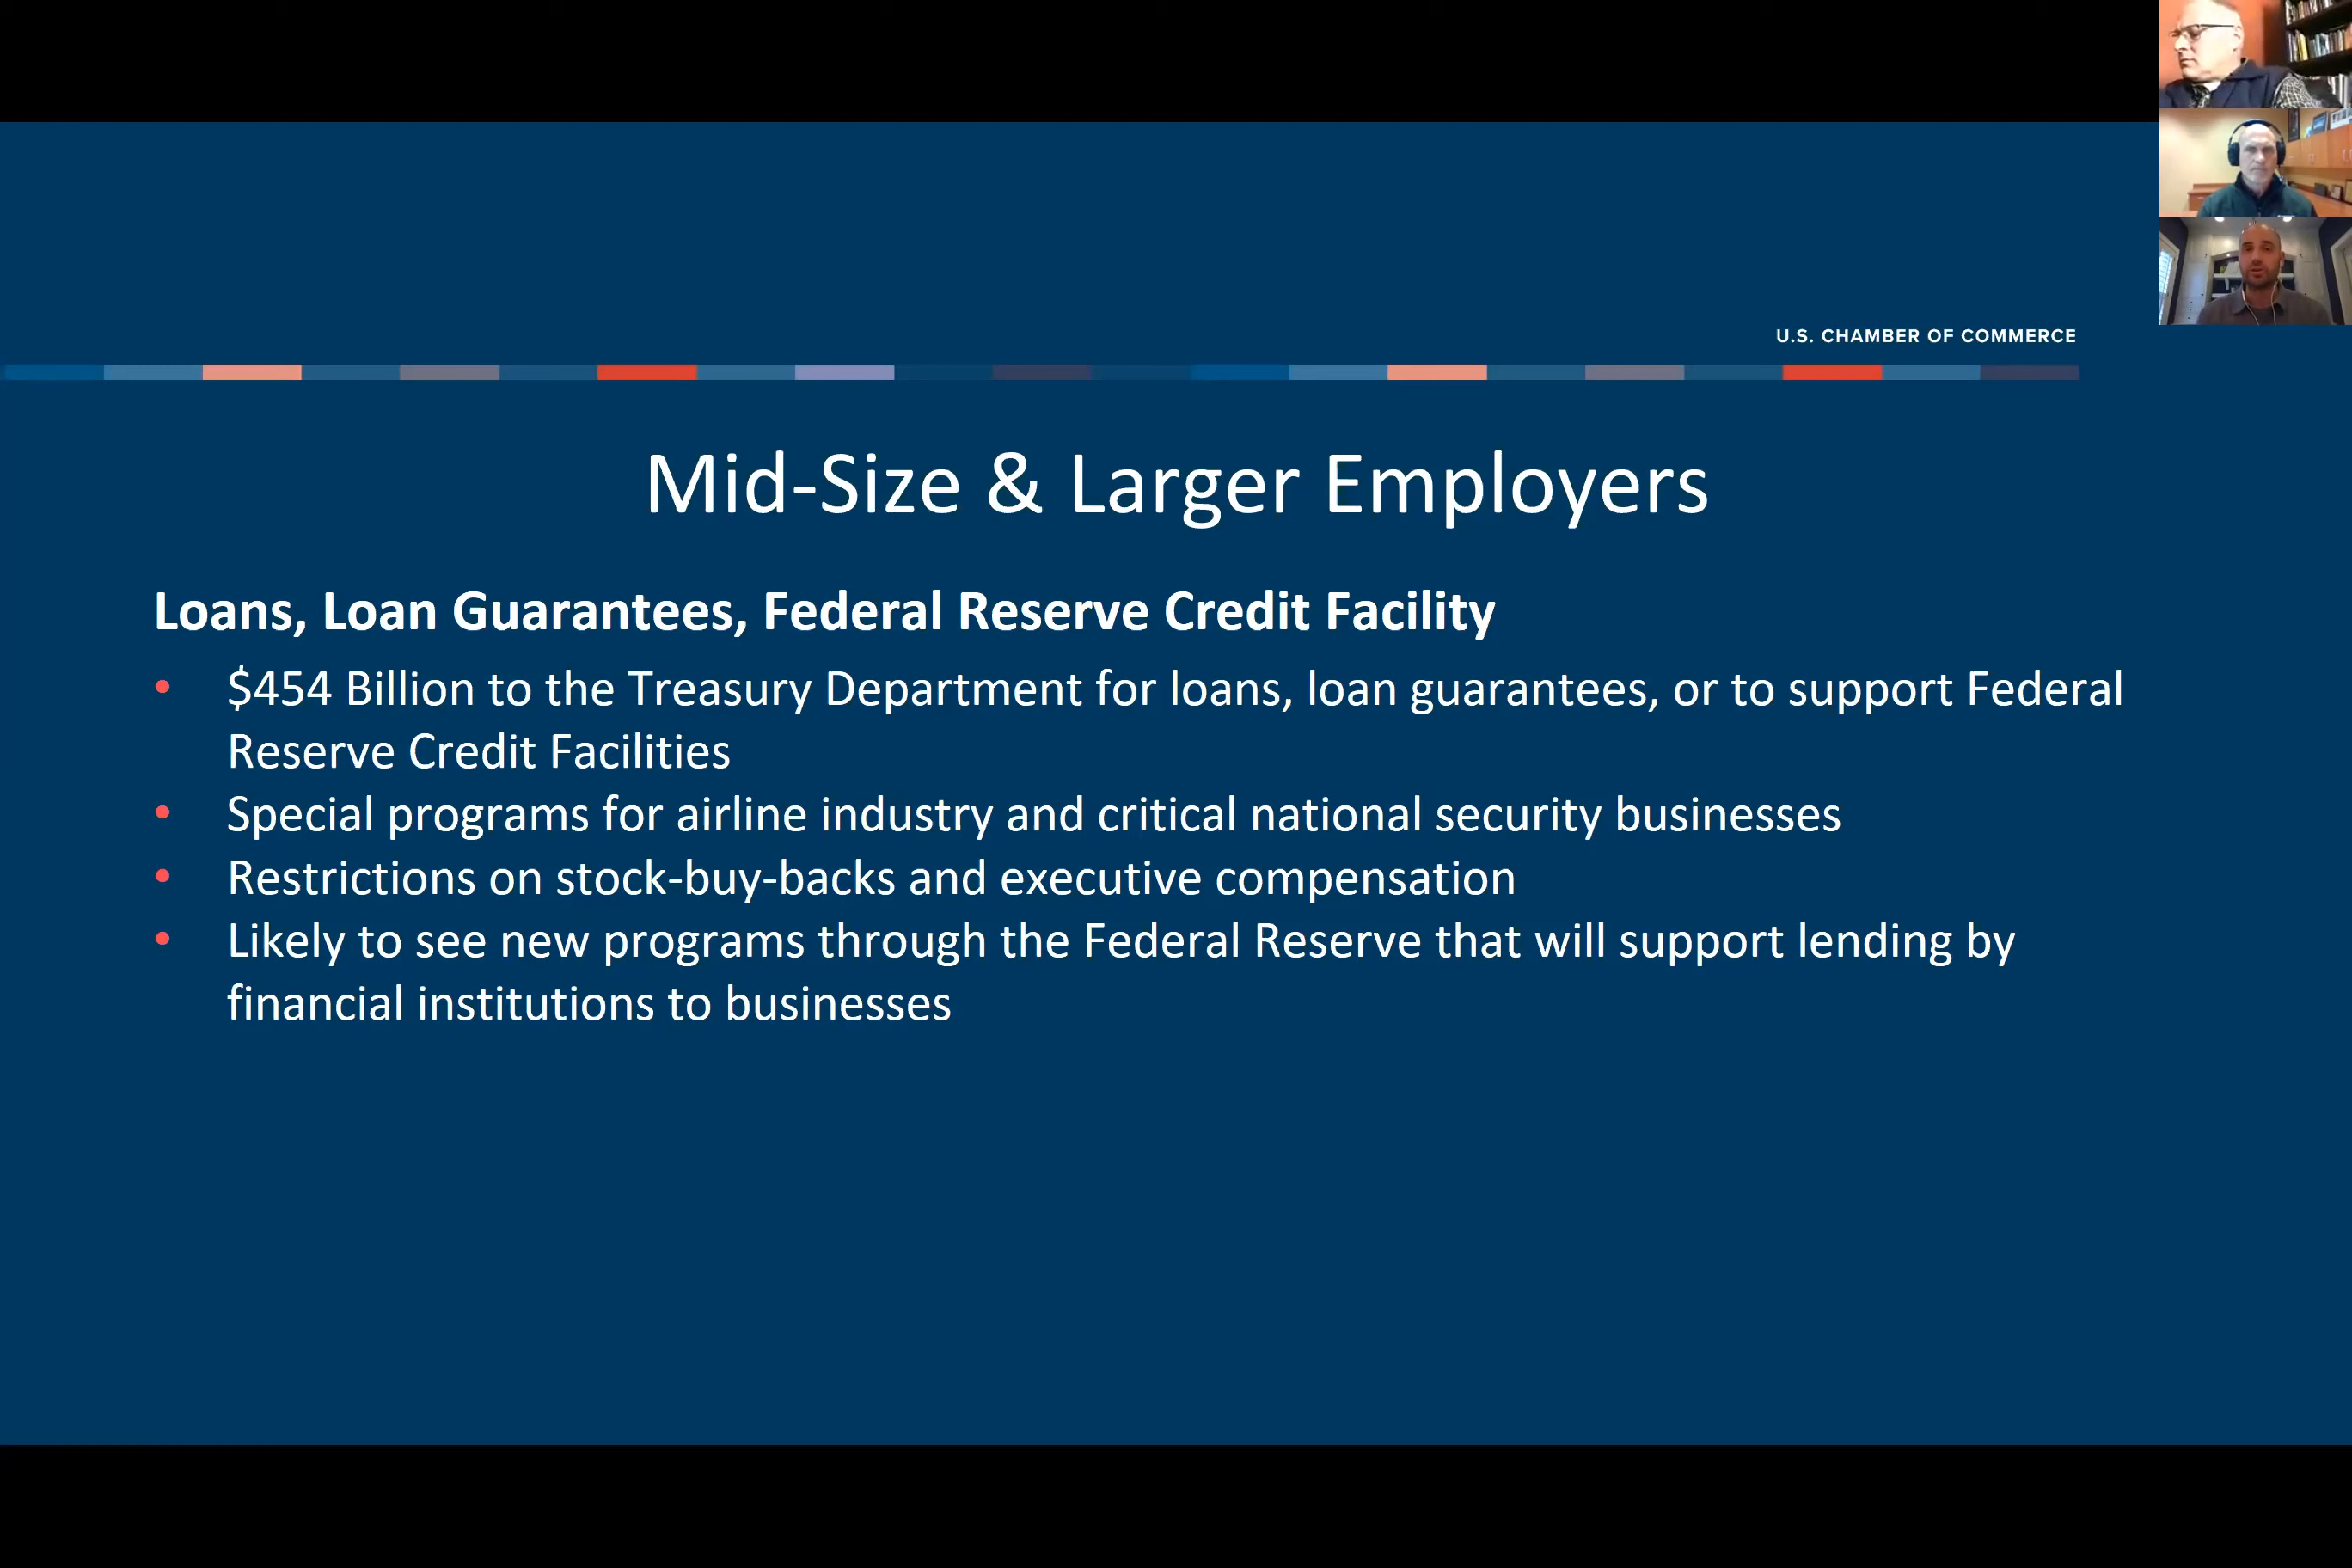 U.S. CHAMBER OF COMMERCE
Mid-Size & Larger Employers
Loans, Loan Guarantees, Federal Reserve Credit Facility
• $454 Billion to the Treasury Department for loans, loan guarantees, or to support Federal
Reserve Credit Facilities
• Special programs for airline industry and critical national security businesses
• Restrictions on stock-buy-backs and executive compensation
• Likely to see new programs through the Federal Reserve that will support lending by
financial institutions to businesses